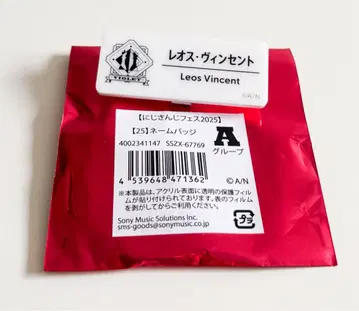 VIOLET
レオス・ヴィンセント
Leos Vincent
©A/N
【にじさんじフェス2025】
【25】ネームバッジ
A
グループ
4002341147 SSZX-67769
4 539648 471362
©A/N
※本製品は、アクリル表面に透明の保護フィル
ムが貼り付けられております。表のフィルム
を剥がしてからご利用ください。
Sony Music Solutions Inc.
sms-goods@sonymusic.co.jp
プラ